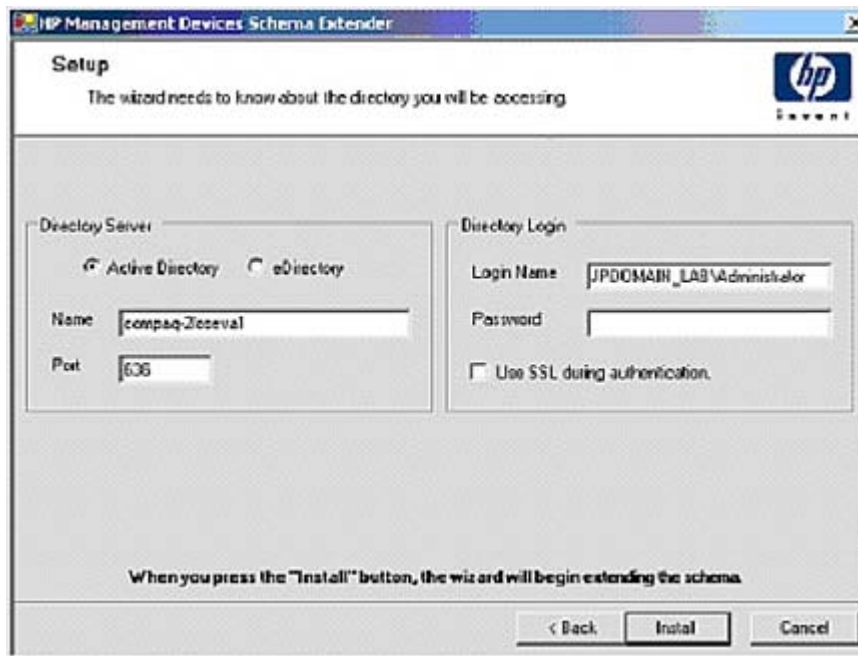 HP Management Devices Schema Extender
Setup
The wizard needs to know about the directory you will be accessing.
hp
invent
Directory Server
Active Directory
eDirectory
Name
Port
636
Directory Login
Login Name
JPDOMAIN_LAB\Administrator
Password
Use SSL during authentication.
When you press the "Install" button, the wizard will begin extending the schema.
< Back
Install
Cancel